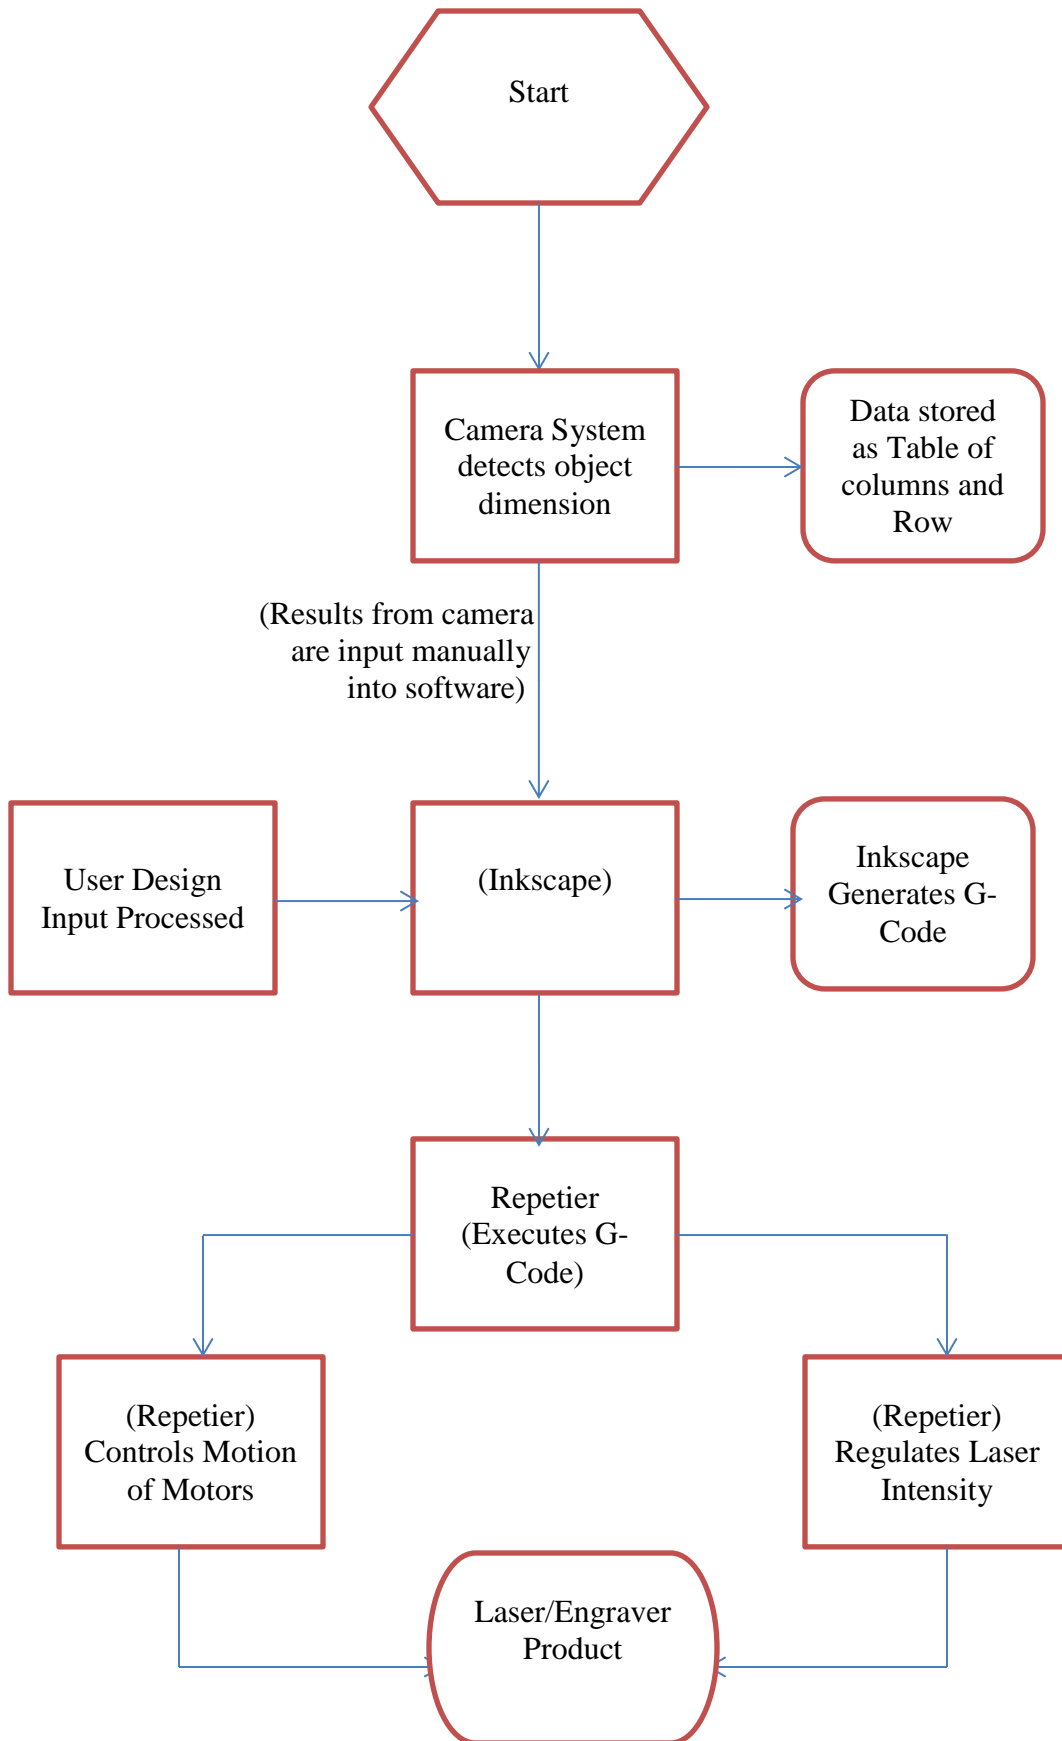 Start
Camera System
detects object
dimension
Data stored
as Table of
columns and
Row
(Results from camera
are input manually
into software)
User Design
Input Processed
(Inkscape)
Inkscape
Generates G-
Code
Repetier
(Executes G-
Code)
(Repetier)
Controls Motion
of Motors
(Repetier)
Regulates Laser
Intensity
Laser/Engraver
Product